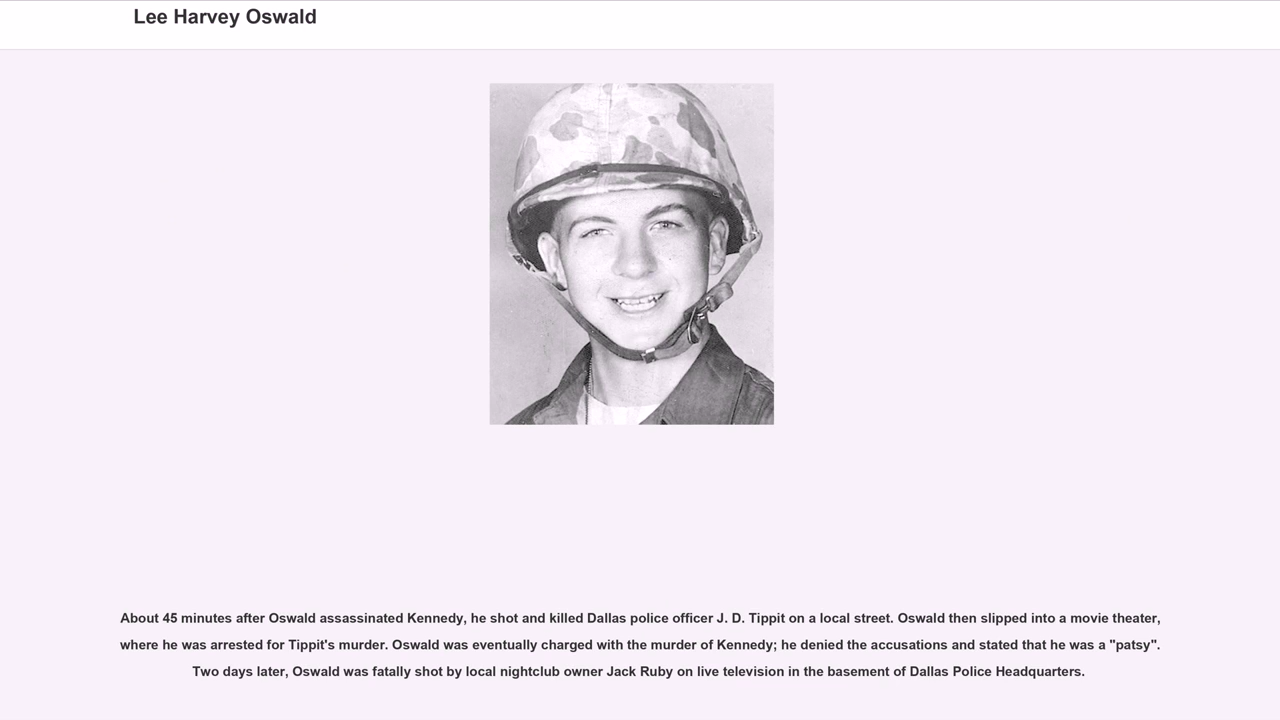 Lee Harvey Oswald
About 45 minutes after Oswald assassinated Kennedy, he shot and killed Dallas police officer J. D. Tippit on a local street. Oswald then slipped into a movie theater,
where he was arrested for Tippit's murder. Oswald was eventually charged with the murder of Kennedy; he denied the accusations and stated that he was a "patsy".
Two days later, Oswald was fatally shot by local nightclub owner Jack Ruby on live television in the basement of Dallas Police Headquarters.